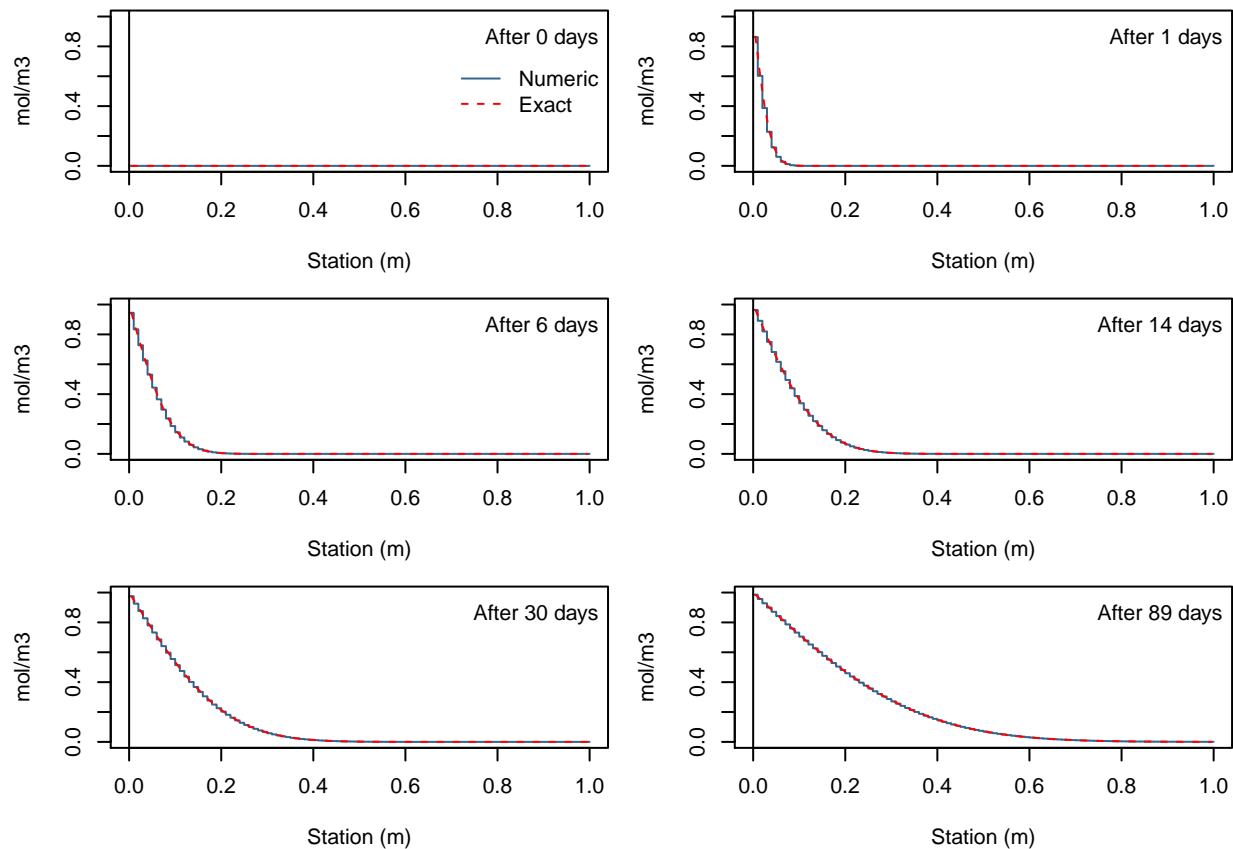 After 0 days
Numeric
Exact
mol/m3
0.0 0.4 0.8
0.0 0.2 0.4 0.6 0.8 1.0
Station (m)
After 1 days
mol/m3
0.0 0.4 0.8
0.0 0.2 0.4 0.6 0.8 1.0
Station (m)
After 6 days
mol/m3
0.0 0.4 0.8
0.0 0.2 0.4 0.6 0.8 1.0
Station (m)
After 14 days
mol/m3
0.0 0.4 0.8
0.0 0.2 0.4 0.6 0.8 1.0
Station (m)
After 30 days
mol/m3
0.0 0.4 0.8
0.0 0.2 0.4 0.6 0.8 1.0
Station (m)
After 89 days
mol/m3
0.0 0.4 0.8
0.0 0.2 0.4 0.6 0.8 1.0
Station (m)